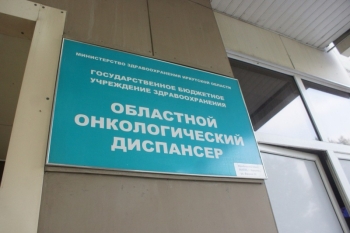 МИНИСТЕРСТВО ЗДРАВООХРАНЕНИЯ ИРКУТСКОЙ ОБЛАСТИ
ГОСУДАРСТВЕННОЕ БЮДЖЕТНОЕ
УЧРЕЖДЕНИЕ ЗДРАВООХРАНЕНИЯ
ОБЛАСТНОЙ
ОНКОЛОГИЧЕСКИЙ
ДИСПАНСЕР